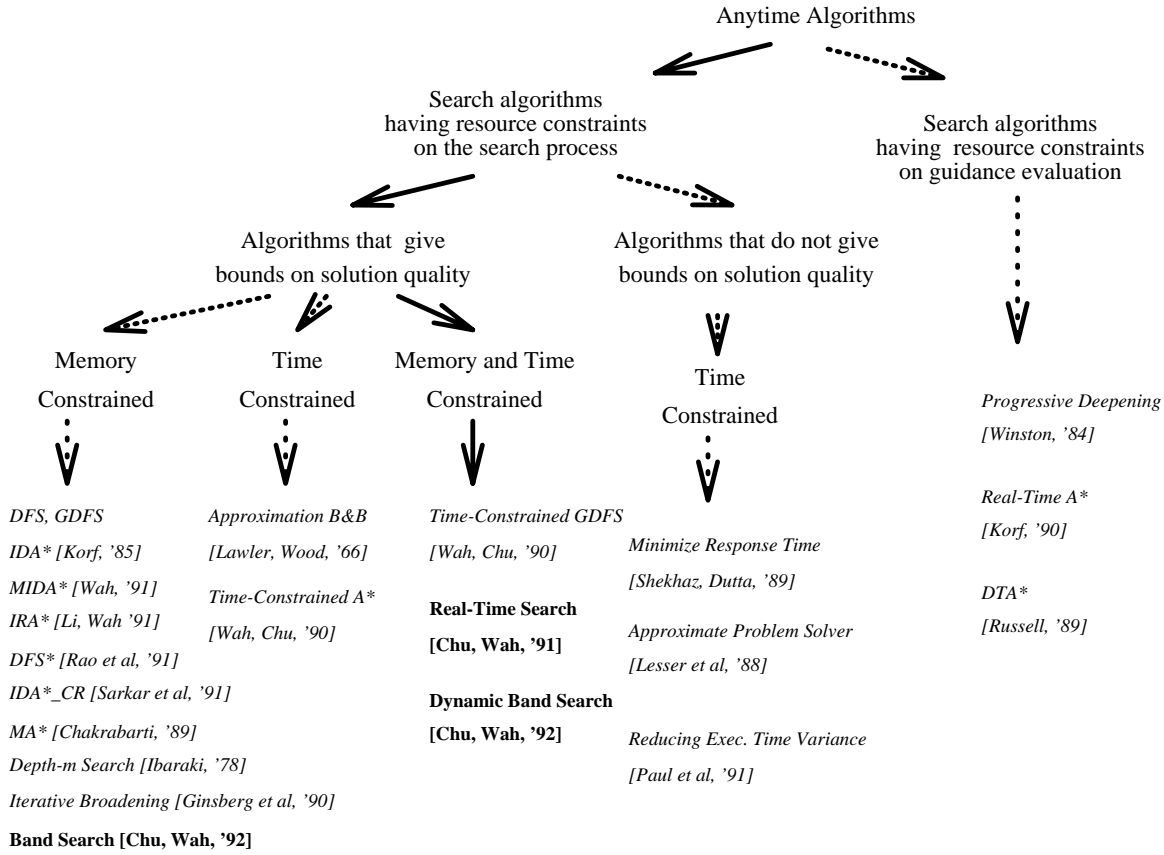 Anytime Algorithms
Search algorithms
having resource constraints
on the search process
Search algorithms
having resource constraints
on guidance evaluation
Algorithms that give
bounds on solution quality
Algorithms that do not give
bounds on solution quality
Memory
Constrained
Time
Constrained
Memory and Time
Constrained
Time
Constrained
DFS, GDFS
IDA* [Korf, '85]
MIDA* [Wah, '91]
IRA* [Li, Wah '91]
DFS* [Rao et al, '91]
IDA*_CR [Sarkar et al, '91]
MA* [Chakrabarti, '89]
Depth-m Search [Ibaraki, '78]
Iterative Broadening [Ginsberg et al, '90]
Band Search [Chu, Wah, '92]
Approximation B&B
[Lawler, Wood, '66]
Time-Constrained A*
[Wah, Chu, '90]
Time-Constrained GDFS
[Wah, Chu, '90]
Real-Time Search
[Chu, Wah, '91]
Dynamic Band Search
[Chu, Wah, '92]
Minimize Response Time
[Shekhaz, Dutta, '89]
Approximate Problem Solver
[Lesser et al, '88]
Reducing Exec. Time Variance
[Paul et al, '91]
Progressive Deepening
[Winston, '84]
Real-Time A*
[Korf, '90]
DTA*
[Russell, '89]